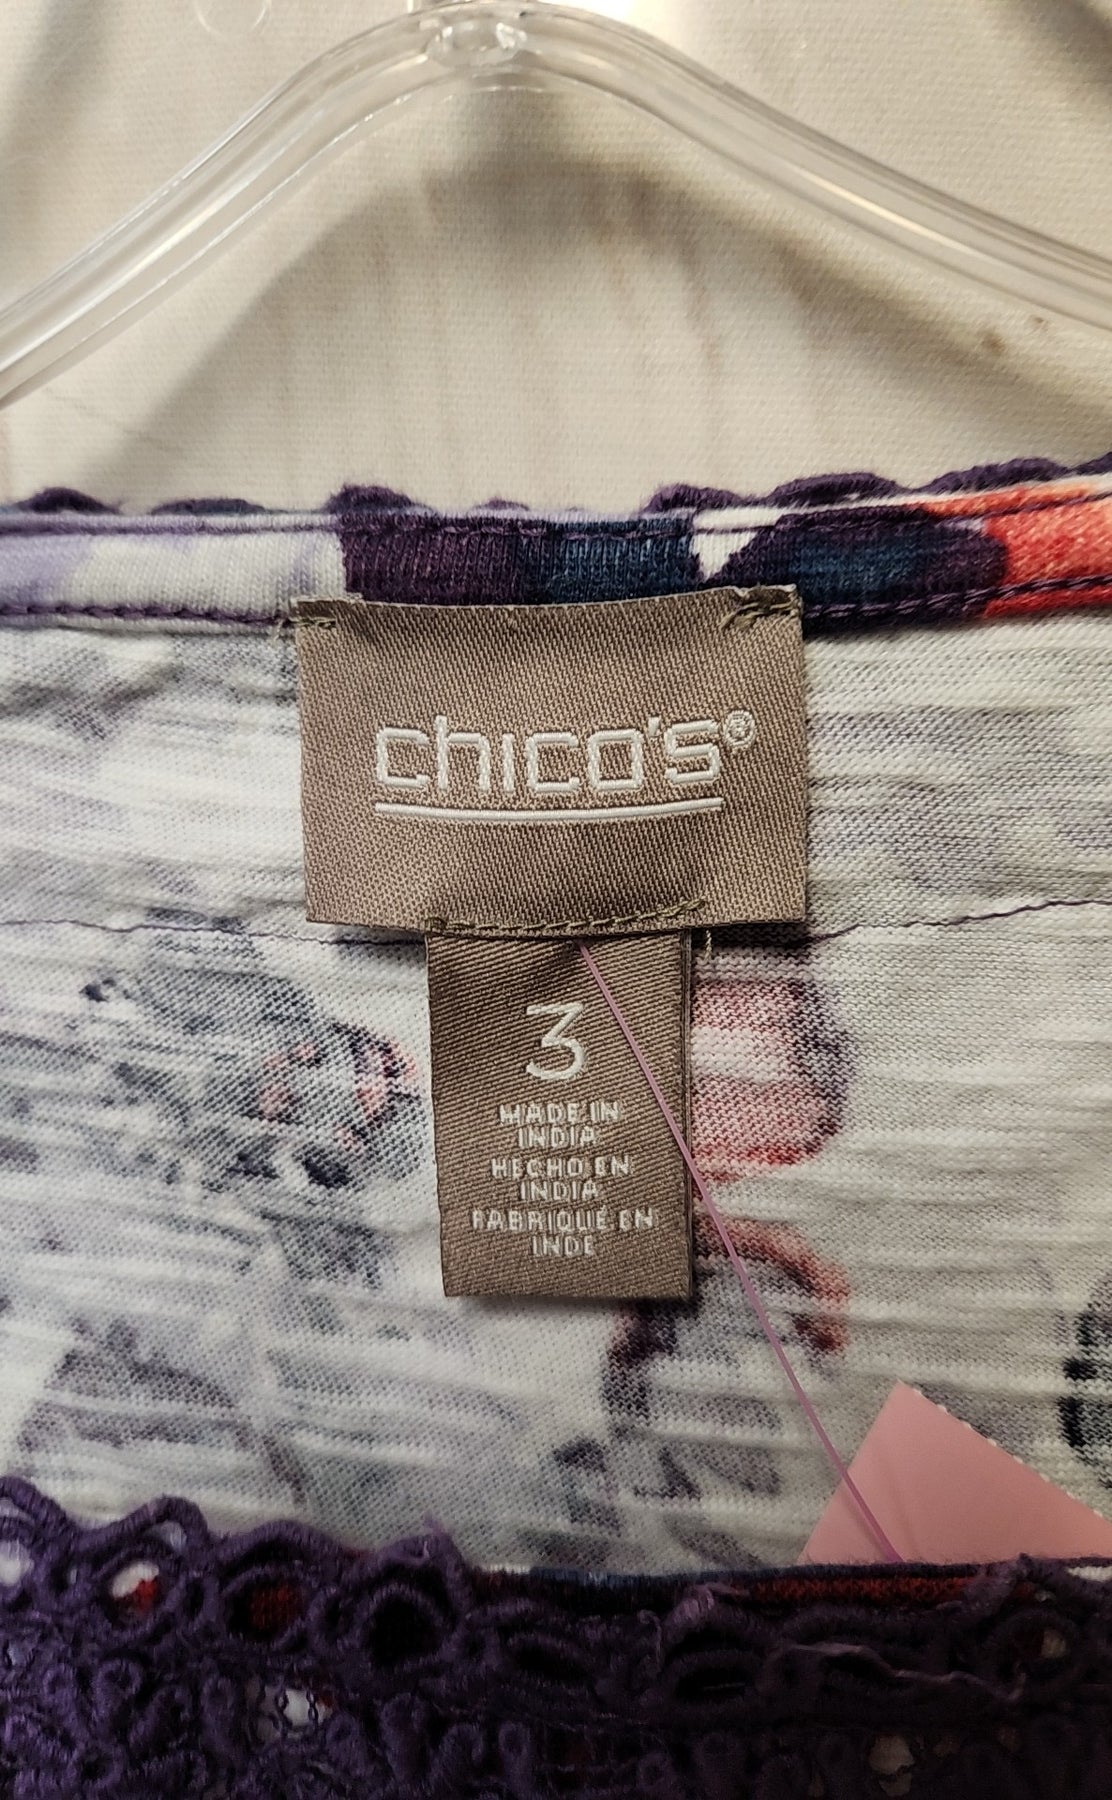 chico's®
3
MADE IN
INDIA
HECHO EN
INDIA
FABRIQUÉ EN
INDE